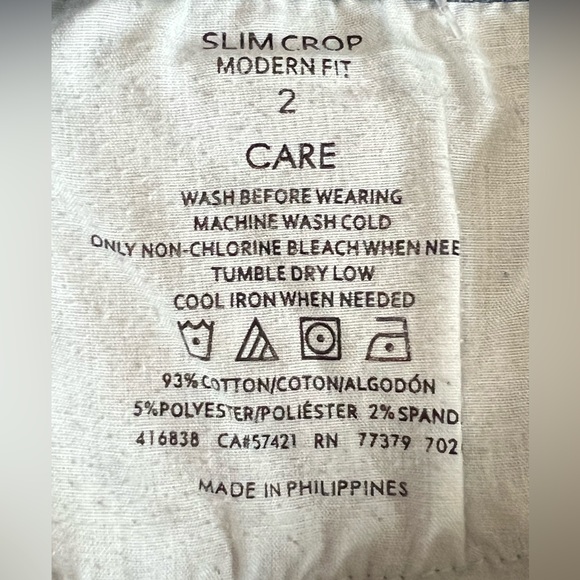 SLIM CROP
MODERN FIT
2
CARE
WASH BEFORE WEARING
MACHINE WASH COLD
ONLY NON-CHLORINE BLEACH WHEN NEE
TUMBLE DRY LOW
COOL IRON WHEN NEEDED
93% COTTON/COTON/ALGODÓN
5%POLYESTER/POLIÉSTER 2% SPAND
416838 CA#57421 RN 77379 702
MADE IN PHILIPPINES